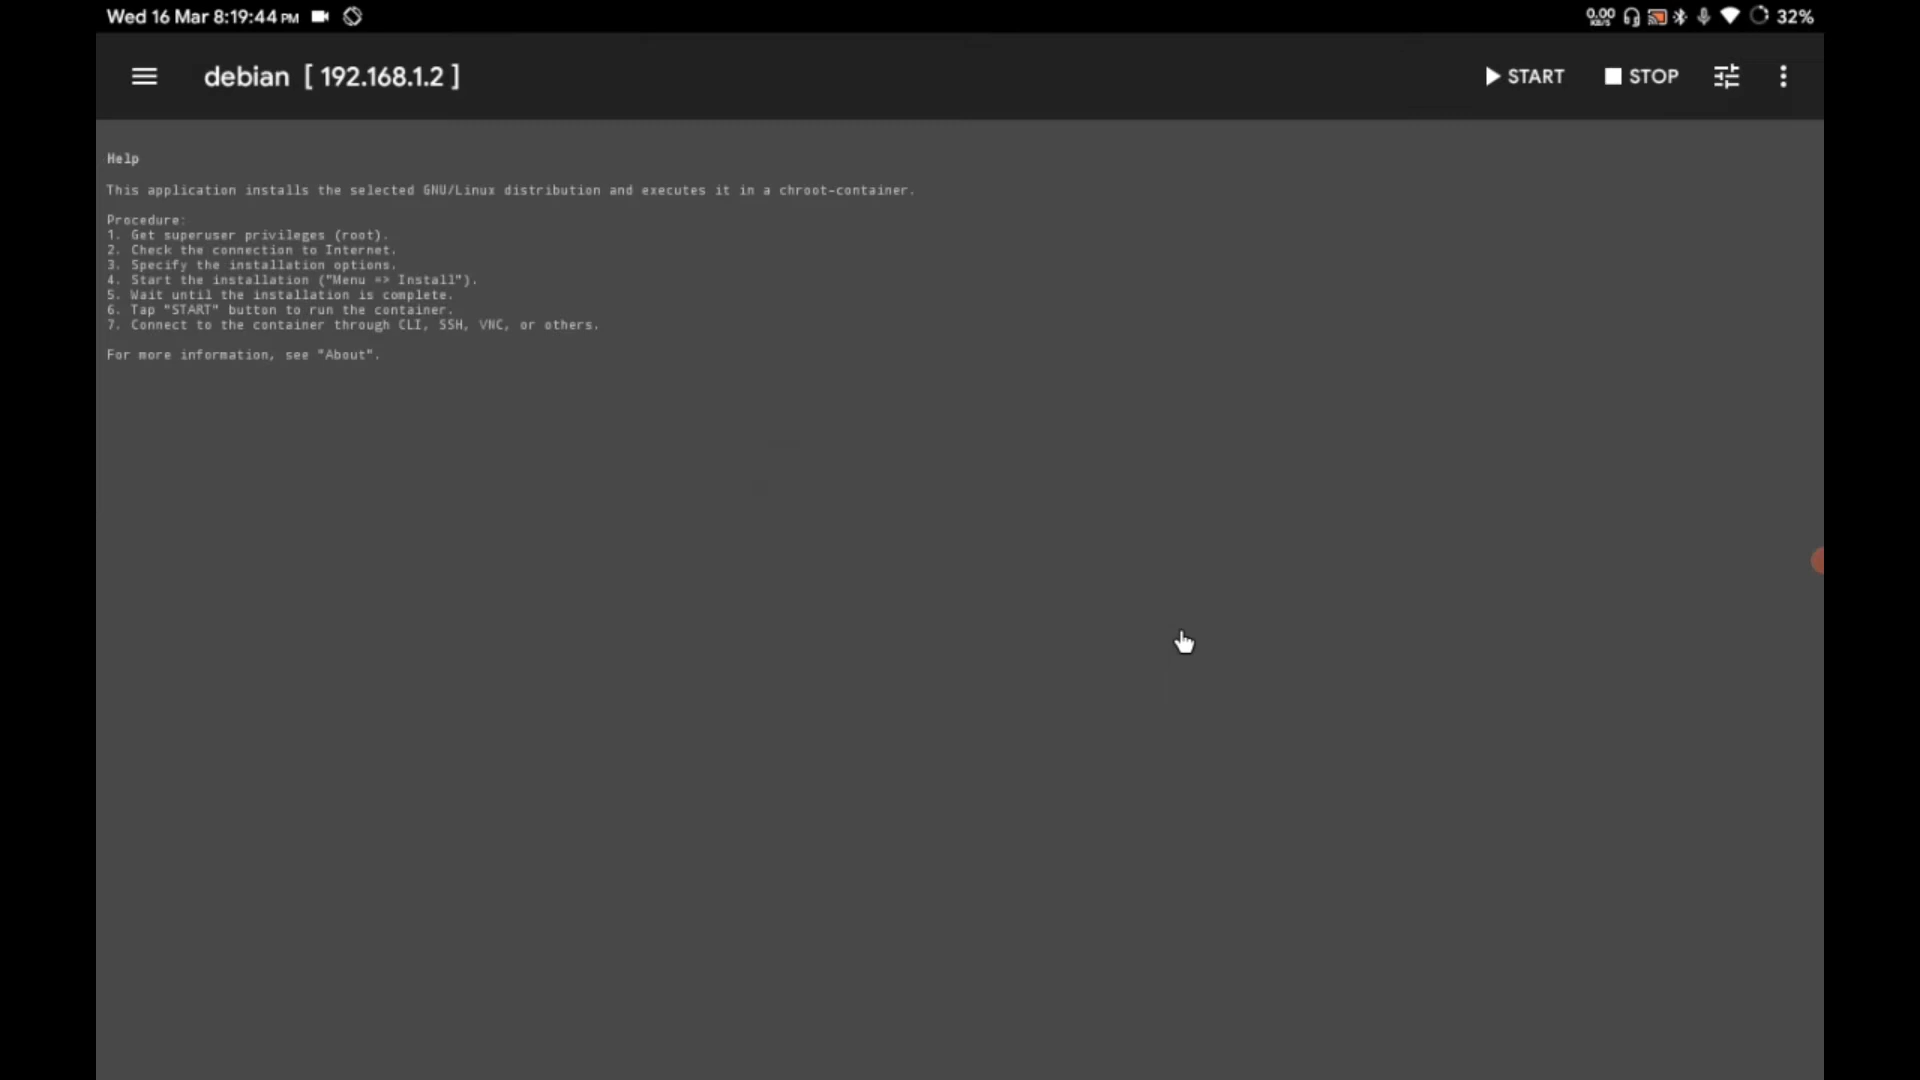 Wed 16 Mar 8:19:44 PM
0.00 KB/S 32%
debian [ 192.168.1.2 ]
START STOP
Help
This application installs the selected GNU/Linux distribution and executes it in a chroot-container.
Procedure:
1. Get superuser privileges (root).
2. Check the connection to Internet.
3. Specify the installation options.
4. Start the installation ("Menu => Install").
5. Wait until the installation is complete.
6. Tap "START" button to run the container.
7. Connect to the container through CLI, SSH, VNC, or others.
For more information, see "About".